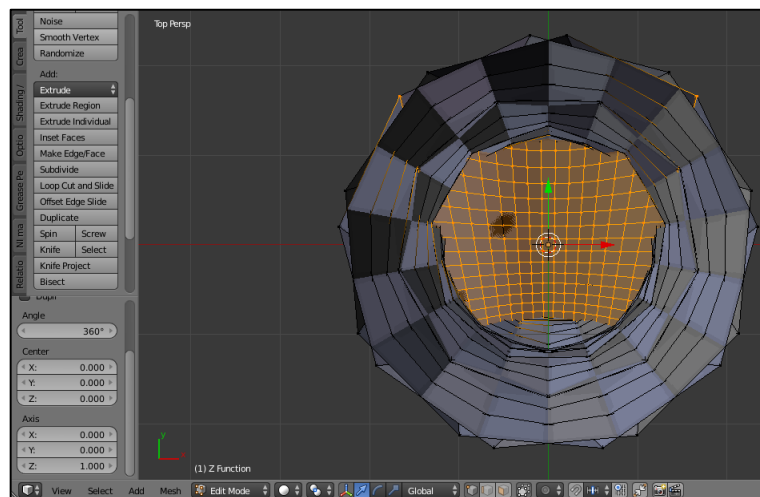 Tool
Crea
Shading /
Optio
Grease Pe
NI ma
Relatio
Noise
Smooth Vertex
Randomize
Add:
Extrude
Extrude Region
Extrude Individual
Inset Faces
Make Edge/Face
Subdivide
Loop Cut and Slide
Offset Edge Slide
Duplicate
Spin Screw
Knife Select
Knife Project
Bisect
Angle
360°
Center
X: 0.000
Y: 0.000
Z: 0.000
Axis
X: 0.000
Y: 0.000
Z: 1.000
Top Persp
y
(1) Z Function
View Select Add Mesh Edit Mode Global